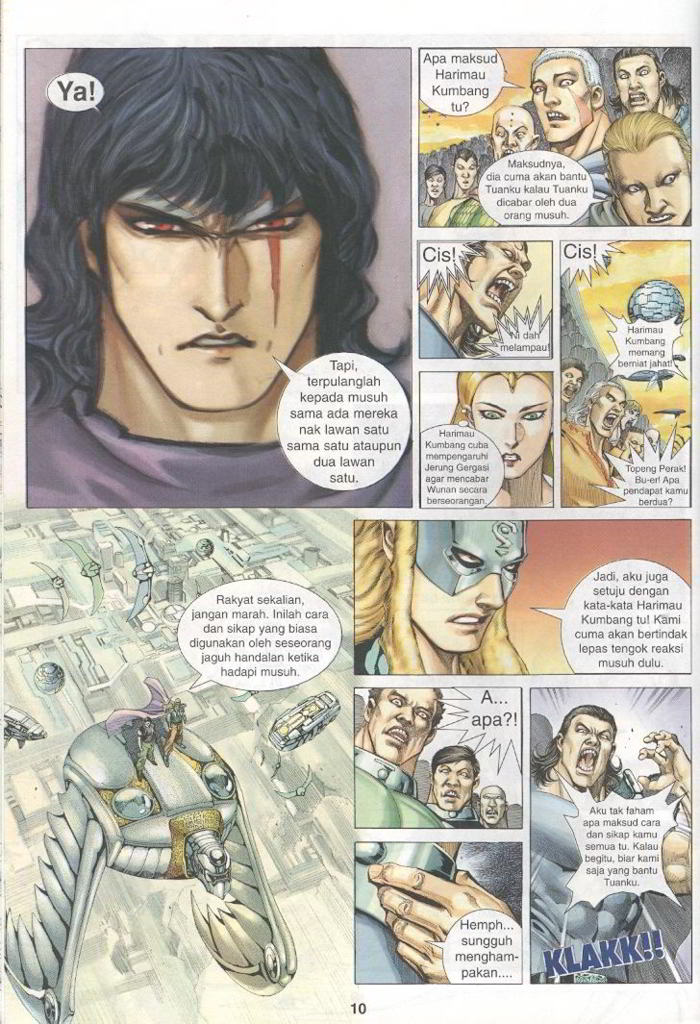 Ya!
Tapi,
terpulanglah
kepada musuh
sama ada mereka
nak lawan satu
sama satu ataupun
dua lawan
satu.
Apa maksud
Harimau
Kumbang
tu?
Maksudnya,
dia cuma akan bantu
Tuanku kalau Tuanku
dicabar oleh dua
orang musuh.
Cis!
Ni dah
melampau!
Cis!
Harimau
Kumbang
memang
berniat jahat!
Harimau
Kumbang cuba
mempengaruhi
Jerung Gergasi
agar mencabar
Wunan secara
berseorangan.
Topeng Perak!
Bu-er! Apa
pendapat kamu
berdua?
Rakyat sekalian,
jangan marah. Inilah cara
dan sikap yang biasa
digunakan oleh seseorang
jaguh handalan ketika
hadapi musuh.
Jadi, aku juga
setuju dengan
kata-kata Harimau
Kumbang tu! Kami
cuma akan bertindak
lepas tengok reaksi
musuh dulu.
A...
apa?!
Aku tak faham
apa maksud cara
dan sikap kamu
semua tu. Kalau
begitu, biar kami
saja yang bantu
Tuanku.
Hemph...
sungguh
mengham-
pakan....
KLAKK!!
10